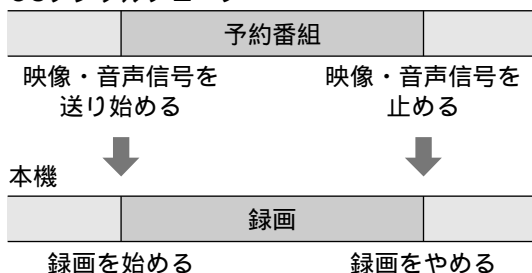 予約番組
映像・音声信号を
送り始める
映像・音声信号を
止める
本機
録画
録画を始める
録画をやめる